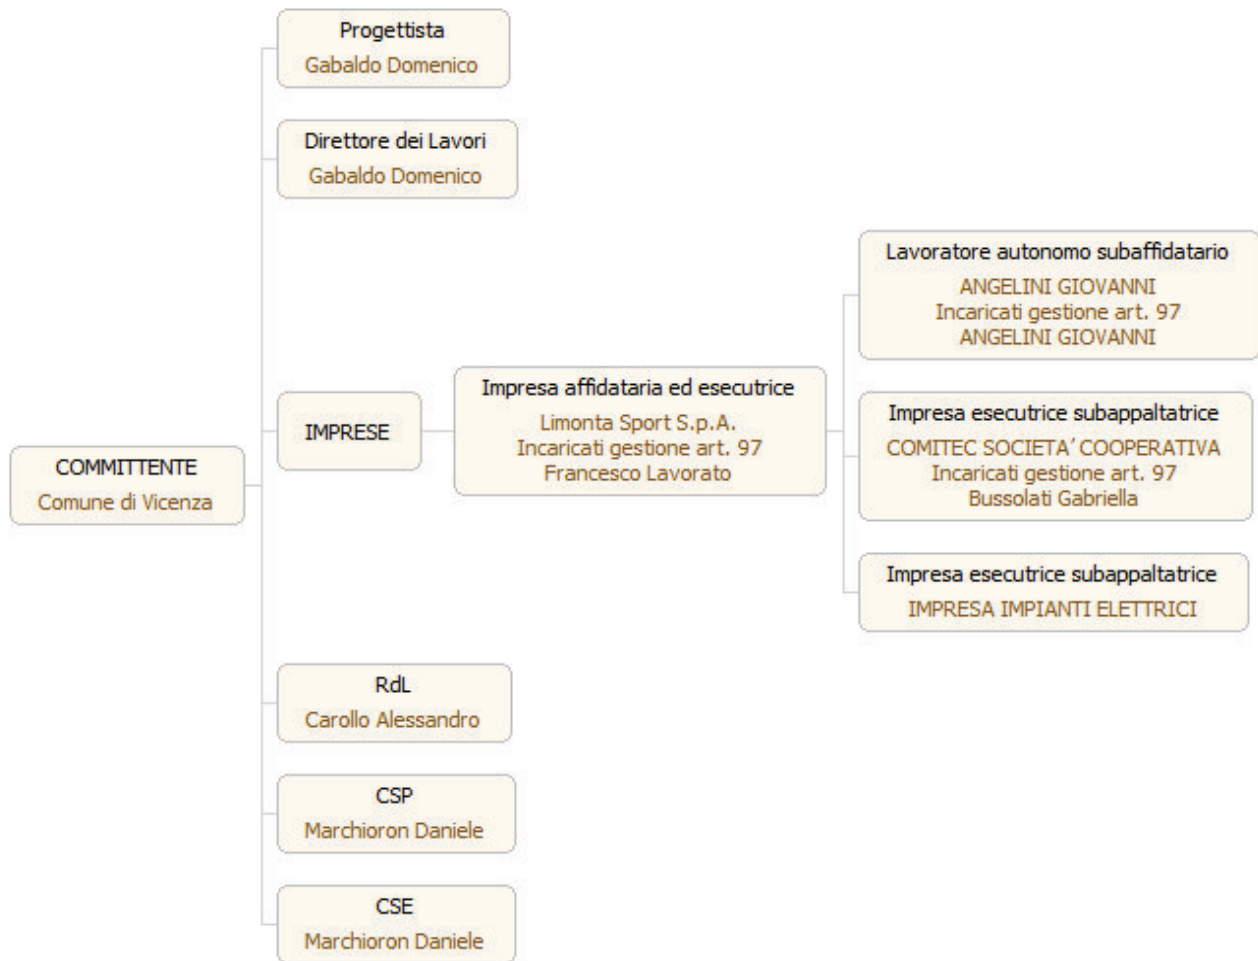 Progettista
Gabaldo Domenico
Direttore dei Lavori
Gabaldo Domenico
Lavoratore autonomo subaffidatario
ANGELINI GIOVANNI
Incaricati gestione art. 97
ANGELINI GIOVANNI
Impresa affidataria ed esecutrice
Limonta Sport S.p.A.
Incaricati gestione art. 97
Francesco Lavorato
IMPRESE
Impresa esecutrice subappaltatrice
COMITEC SOCIETA’ COOPERATIVA
Incaricati gestione art. 97
Bussolati Gabriella
COMMITTENTE
Comune di Vicenza
Impresa esecutrice subappaltatrice
IMPRESA IMPIANTI ELETTRICI
RdL
Carollo Alessandro
CSP
Marchioron Daniele
CSE
Marchioron Daniele